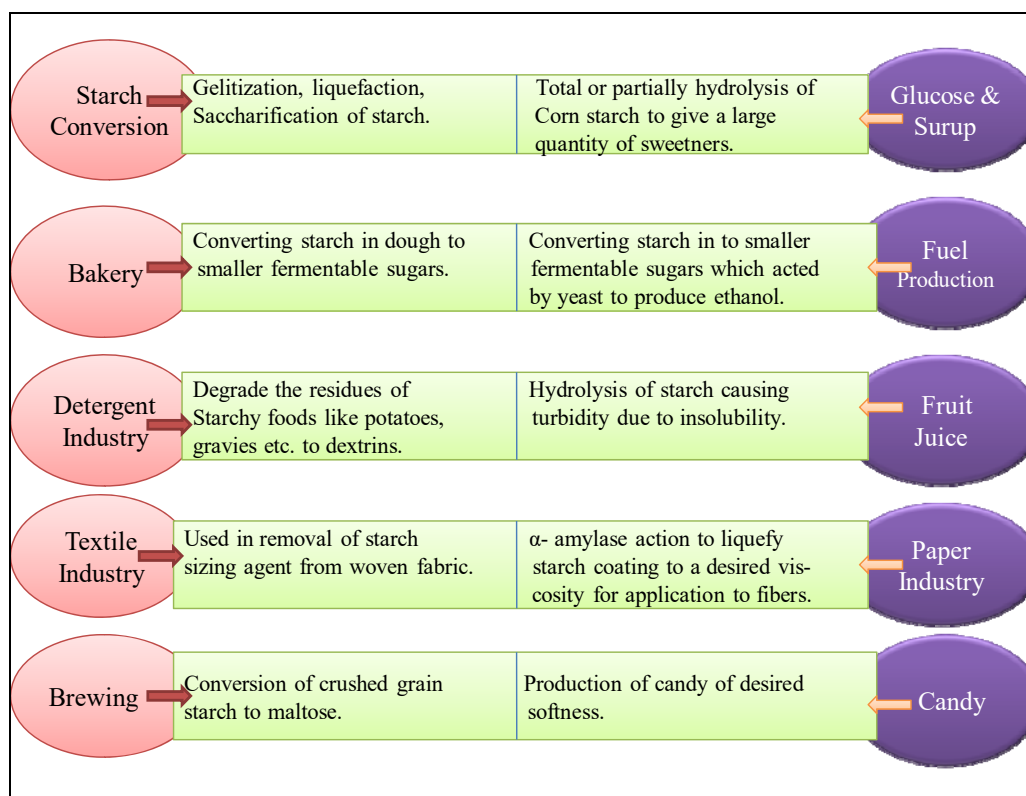 Starch
Conversion
Gelitization, liquefaction,
Saccharification of starch.
Total or partially hydrolysis of
Corn starch to give a large
quantity of sweetners.
Glucose &
Surup
Bakery
Converting starch in dough to
smaller fermentable sugars.
Converting starch in to smaller
fermentable sugars which acted
by yeast to produce ethanol.
Fuel
Production
Detergent
Industry
Degrade the residues of
Starchy foods like potatoes,
gravies etc. to dextrins.
Hydrolysis of starch causing
turbidity due to insolubility.
Fruit
Juice
Textile
Industry
Used in removal of starch
sizing agent from woven fabric.
α- amylase action to liquefy
starch coating to a desired vis-
cosity for application to fibers.
Paper
Industry
Brewing
Conversion of crushed grain
starch to maltose.
Production of candy of desired
softness.
Candy